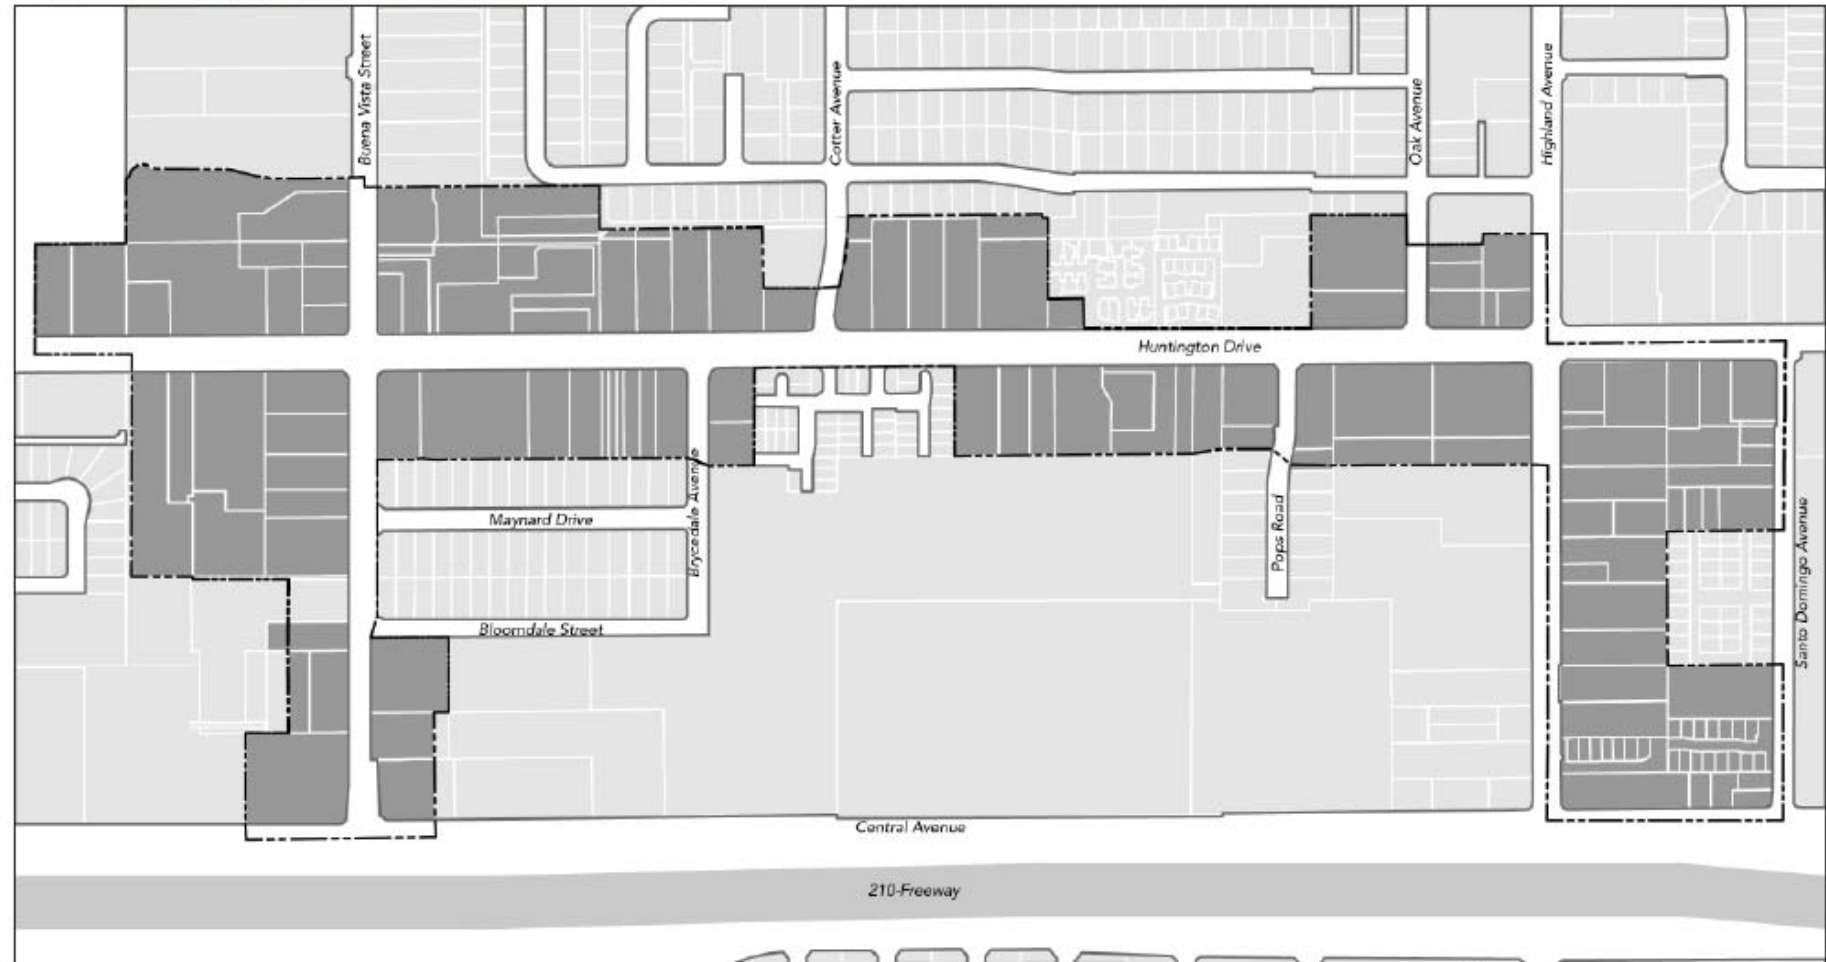 Buena Vista Street
Cotter Avenue
Oak Avenue
Highland Avenue
Huntington Drive
Maynard Drive
Brycedale Avenue
Pops Road
Santo Domingo Avenue
Bloomdale Street
Central Avenue
210-Freeway